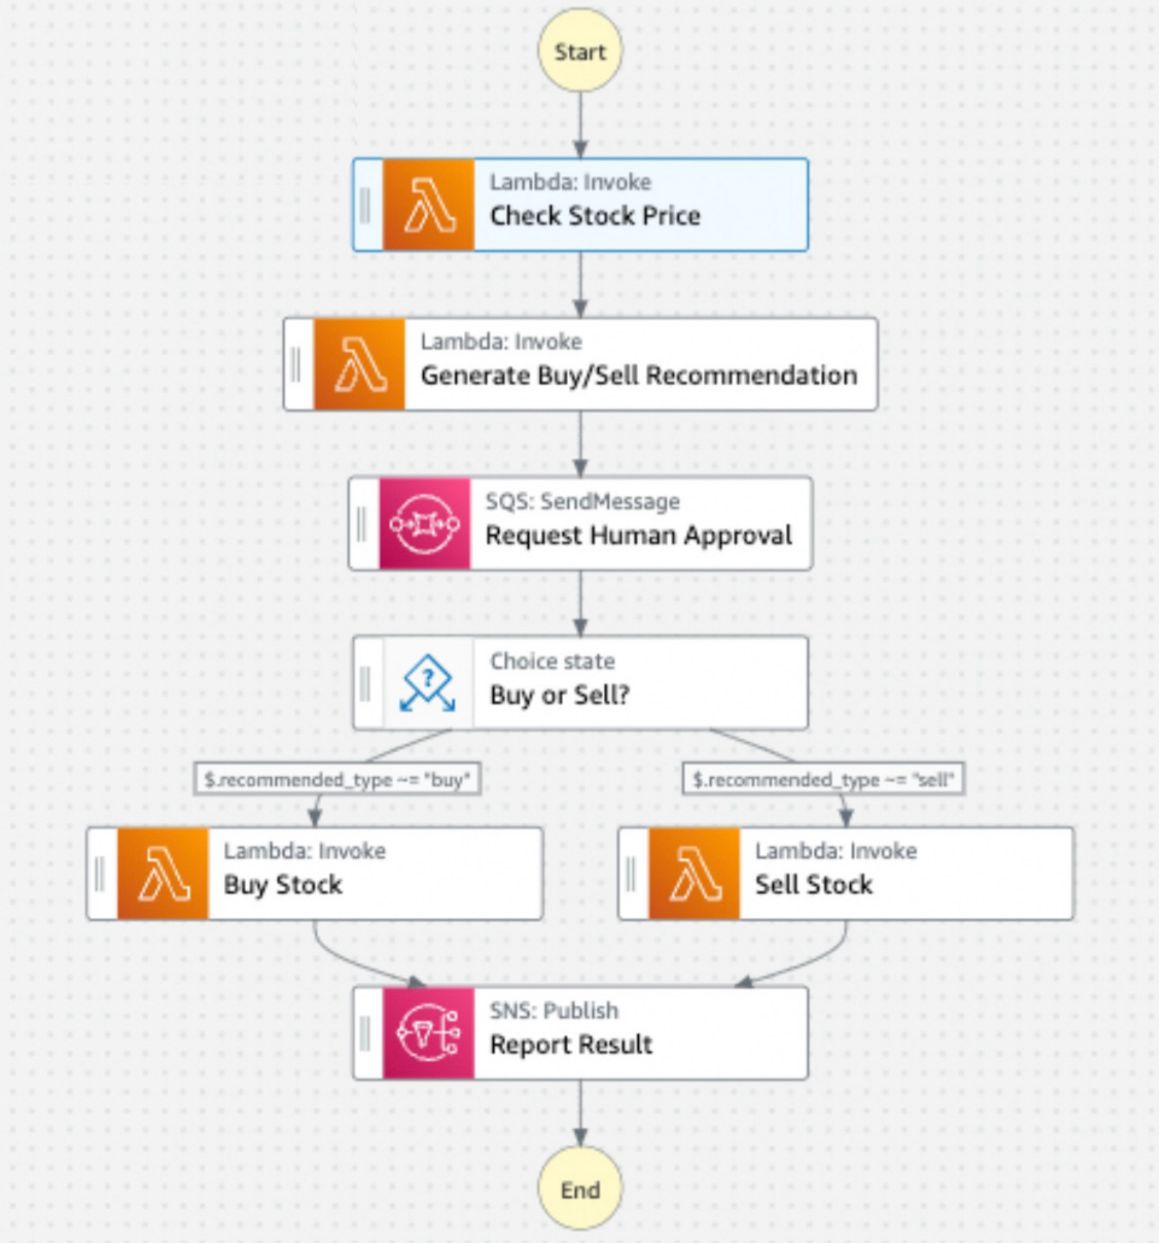 Start
Lambda: Invoke
Check Stock Price
Lambda: Invoke
Generate Buy/Sell Recommendation
SQS: SendMessage
Request Human Approval
Choice state
Buy or Sell?
$.recommended_type ~= "buy"
$.recommended_type ~= "sell"
Lambda: Invoke
Buy Stock
Lambda: Invoke
Sell Stock
SNS: Publish
Report Result
End